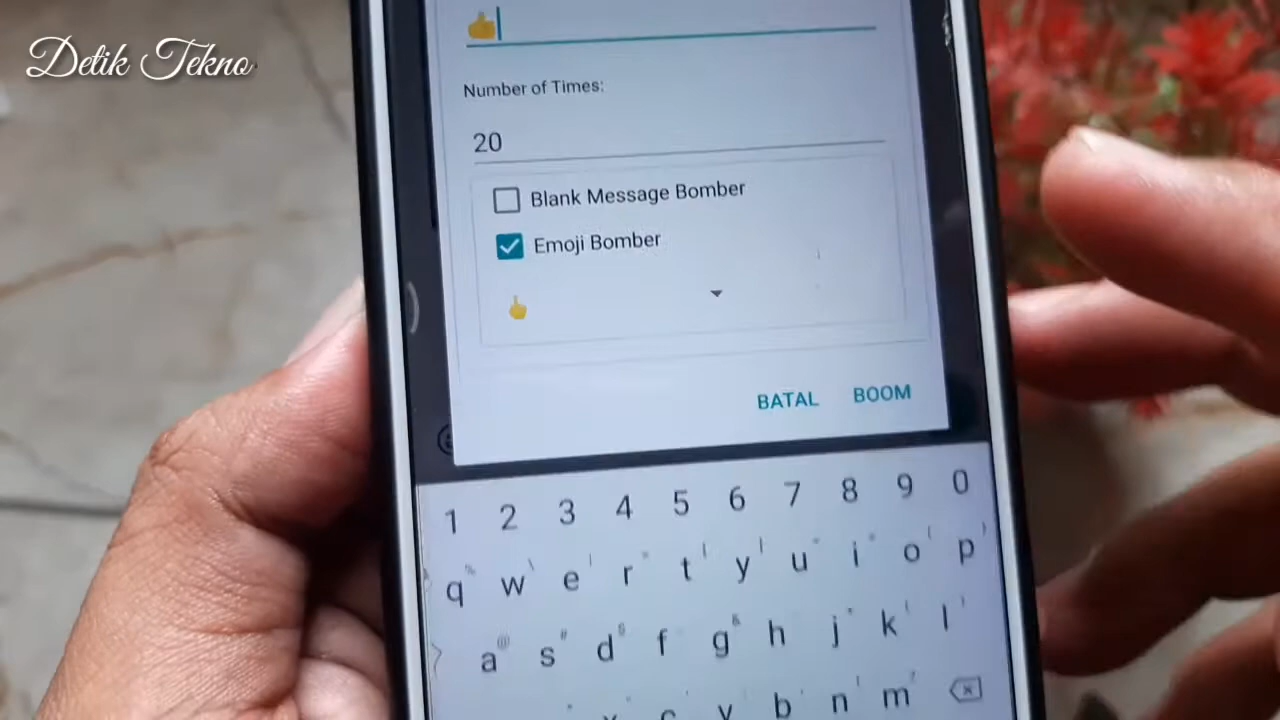 Detik Tekno
👍
Number of Times:
20
Blank Message Bomber
Emoji Bomber
🖕
BATAL BOOM
1 2 3 4 5 6 7 8 9 0
q w e r t y u i o p
a s d f g h j k l
c v b n m